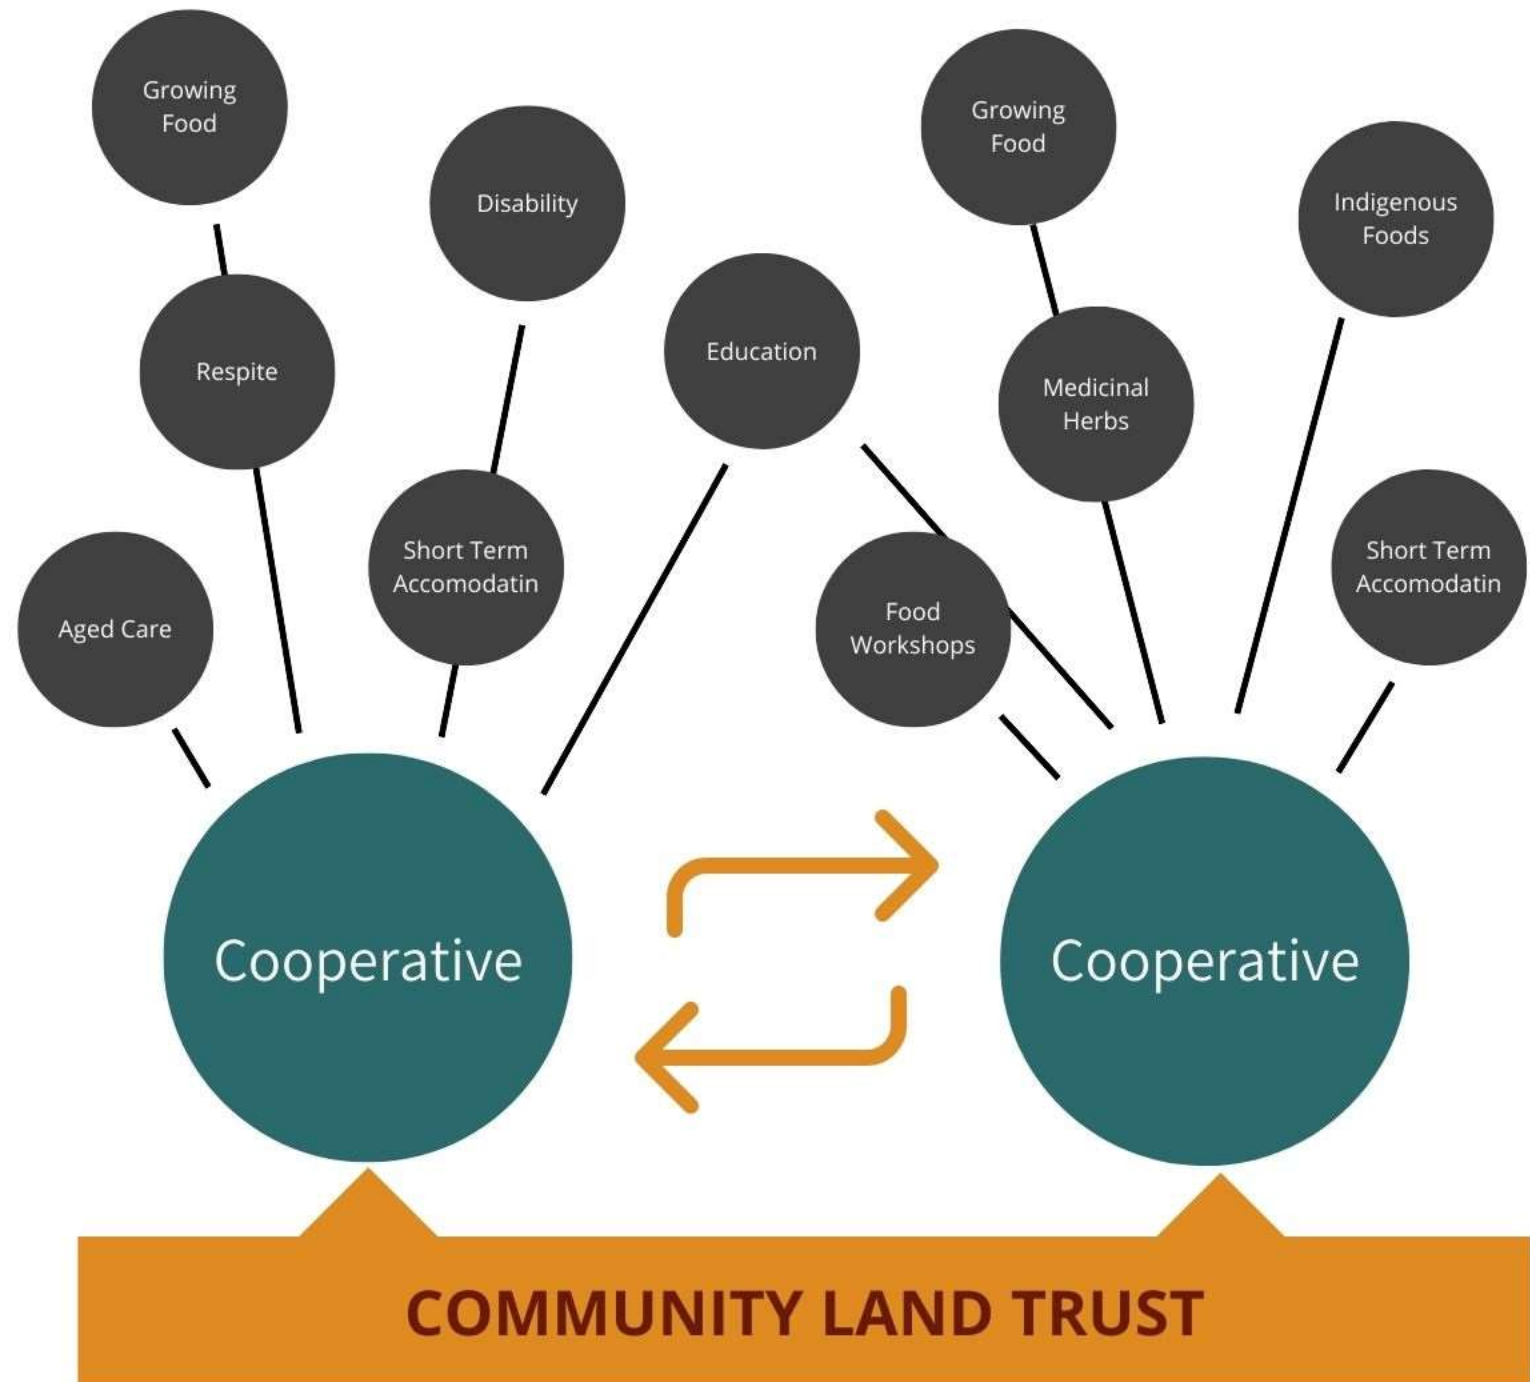 Growing
Food
Growing
Food
Disability
Indigenous
Foods
Education
Respite
Medicinal
Herbs
Short Term
Accomodatin
Short Term
Accomodatin
Aged Care
Food
Workshops
Cooperative
Cooperative
COMMUNITY LAND TRUST